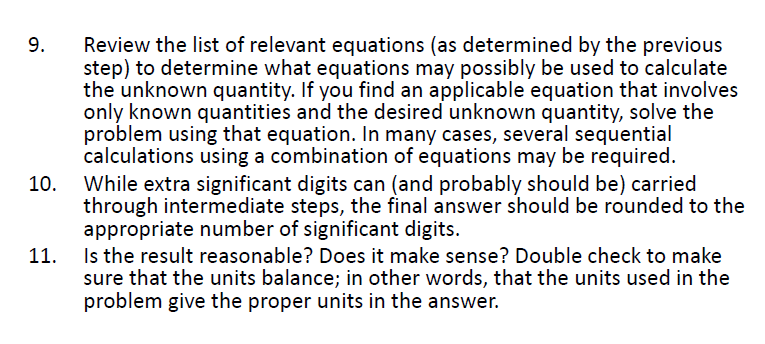 9. Review the list of relevant equations (as determined by the previous
step) to determine what equations may possibly be used to calculate
the unknown quantity. If you find an applicable equation that involves
only known quantities and the desired unknown quantity, solve the
problem using that equation. In many cases, several sequential
calculations using a combination of equations may be required.
10. While extra significant digits can (and probably should be) carried
through intermediate steps, the final answer should be rounded to the
appropriate number of significant digits.
11. Is the result reasonable? Does it make sense? Double check to make
sure that the units balance; in other words, that the units used in the
problem give the proper units in the answer.